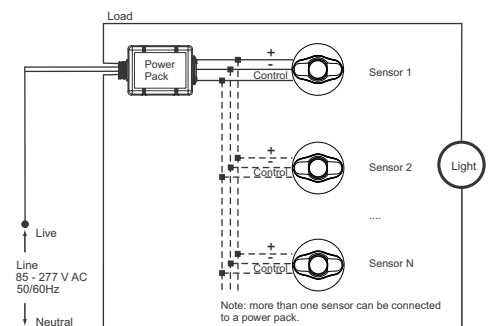 Load
Power
Pack
+
-
Control
Sensor 1
+
-
Control
Sensor 2
Light
....
Live
+
-
Control
Sensor N
Line
85 - 277 V AC
50/60Hz
Note: more than one sensor can be connected
to a power pack.
Neutral